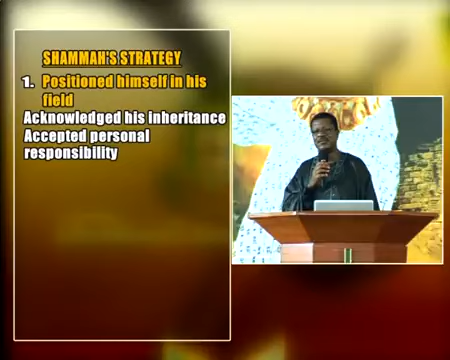 SHAMMAH'S STRATEGY
1. Positioned himself in his
field
Acknowledged his inheritance
Accepted personal
responsibility